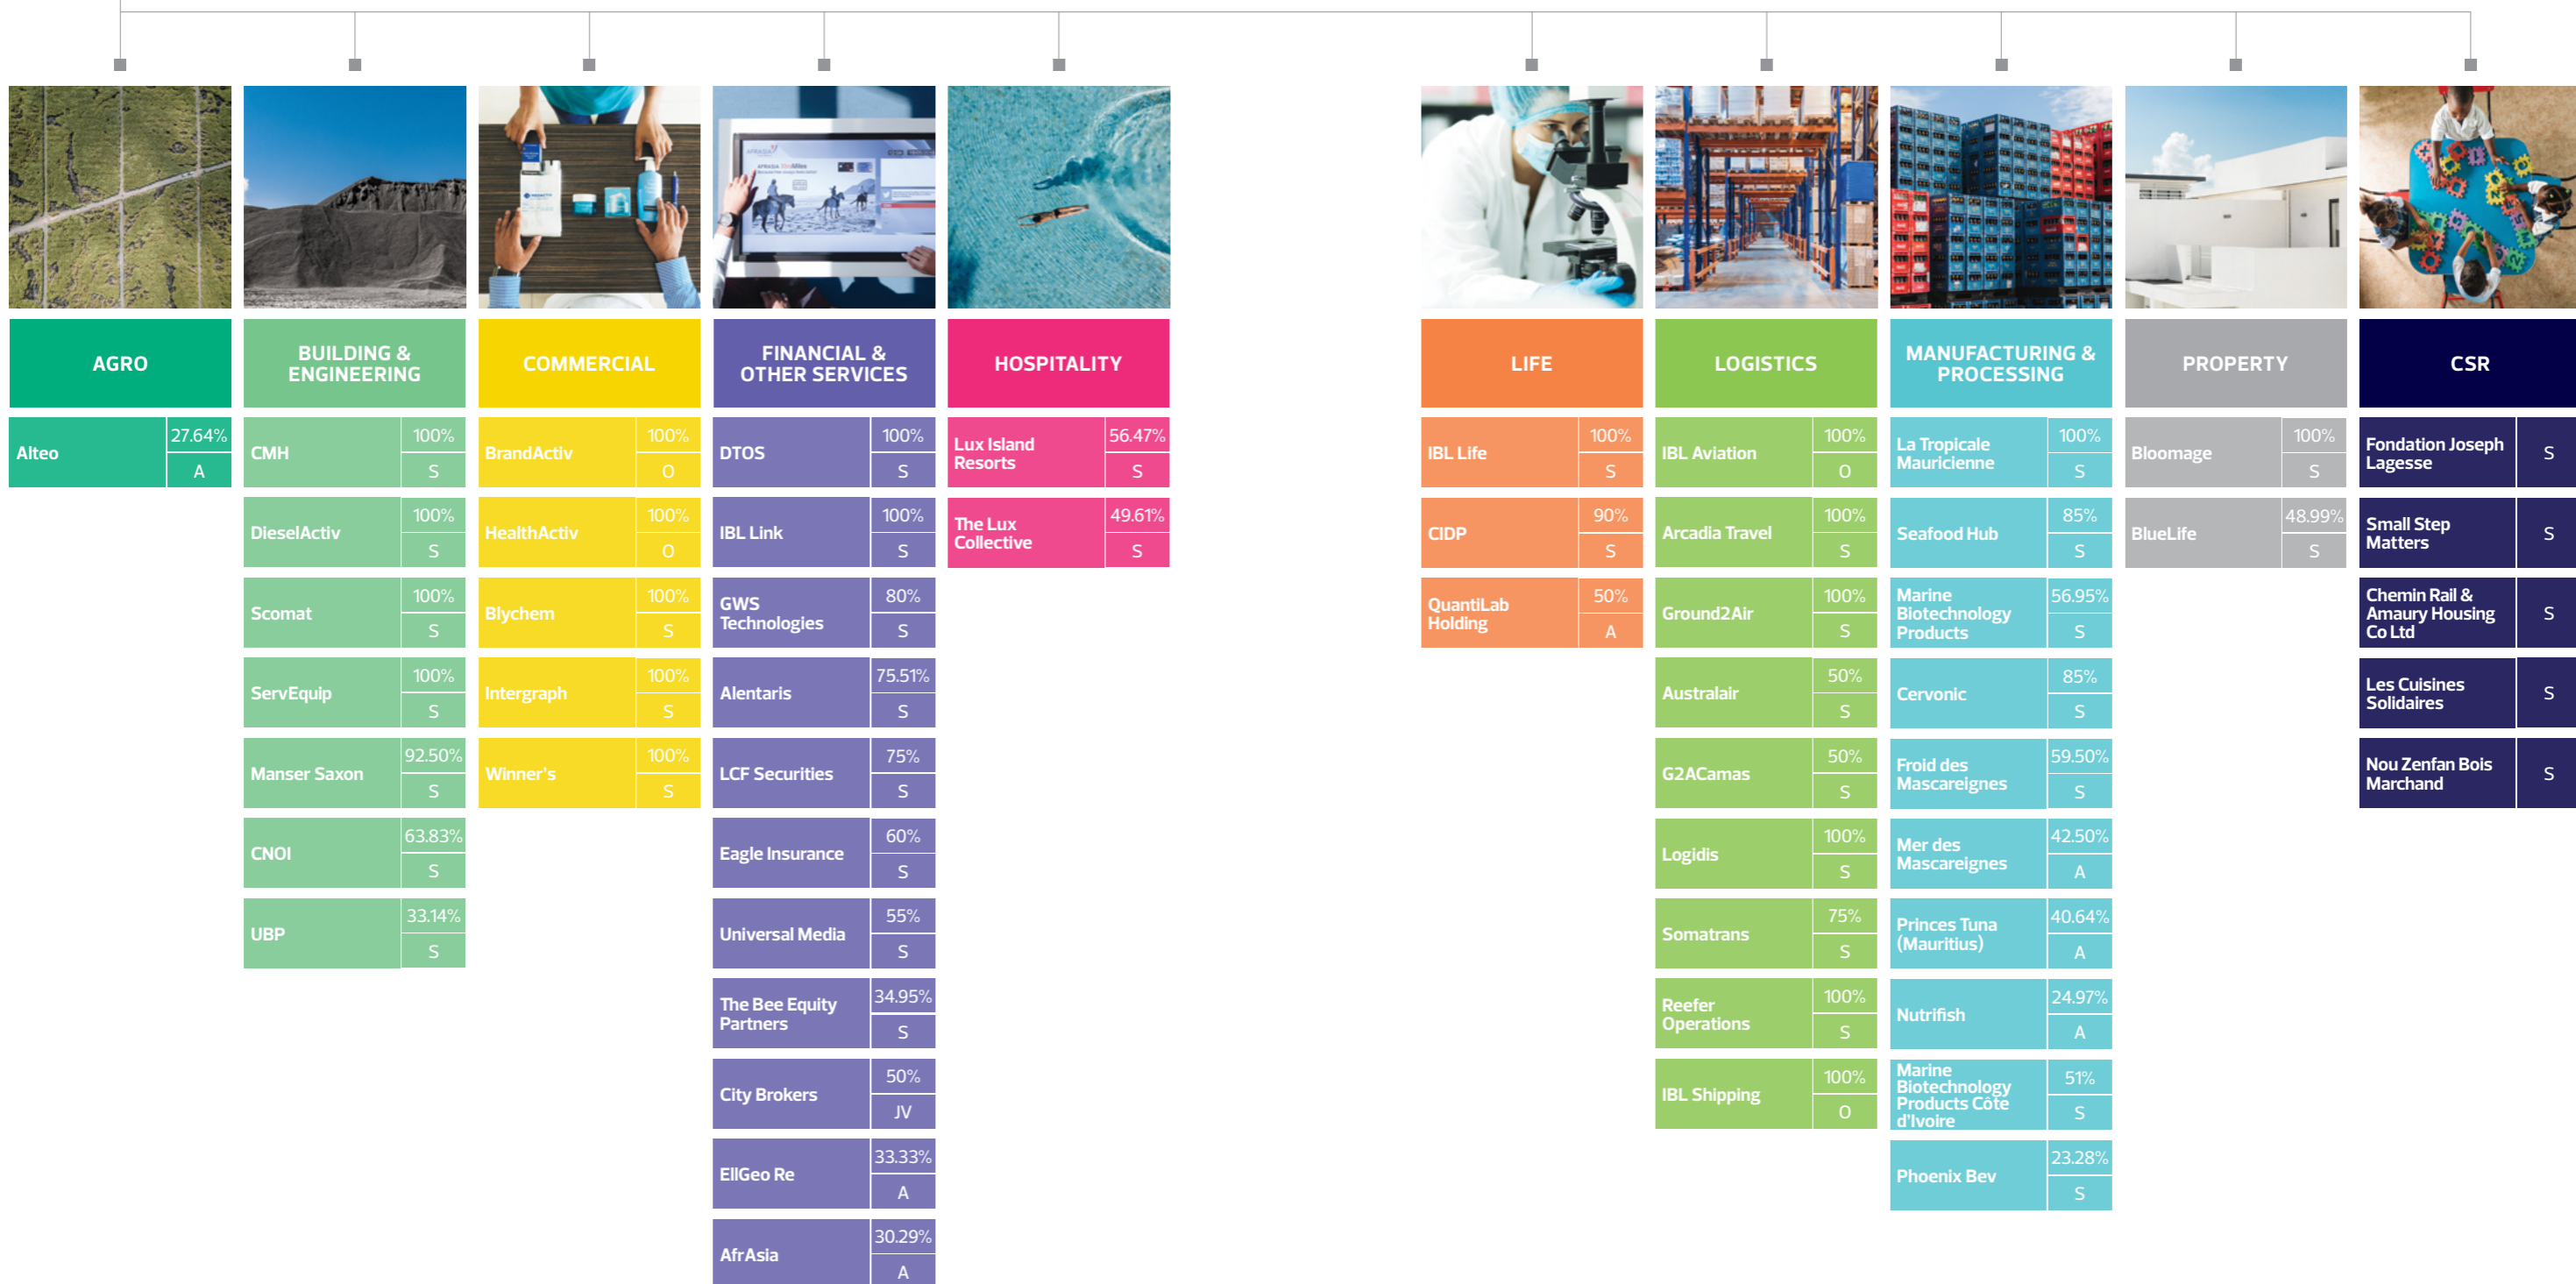 AGRO
Alteo
27.64%
A
BUILDING &
ENGINEERING
CMH
100%
S
DieselActiv
100%
S
Scomat
100%
S
ServEquip
100%
S
Manser Saxon
92.50%
S
CNOI
63.83%
S
UBP
33.14%
S
COMMERCIAL
BrandActiv
100%
O
HealthActiv
100%
O
Blychem
100%
S
Intergraph
100%
S
Winner's
100%
S
AFRASIA
FINANCIAL &
OTHER SERVICES
DTOS
100%
S
IBL Link
100%
S
GWS
Technologies
80%
S
Alentaris
75.51%
S
LCF Securities
75%
S
Eagle Insurance
60%
S
Universal Media
55%
S
The Bee Equity
Partners
34.95%
S
City Brokers
50%
JV
EllGeo Re
33.33%
A
AfrAsia
30.29%
A
HOSPITALITY
Lux Island
Resorts
56.47%
S
The Lux
Collective
49.61%
S
LIFE
IBL Life
100%
S
CIDP
90%
S
QuantiLab
Holding
50%
A
LOGISTICS
IBL Aviation
100%
O
Arcadia Travel
100%
S
Ground2Air
100%
S
Australair
50%
S
G2ACamas
50%
S
Logidis
100%
S
Somatrans
75%
S
Reefer
Operations
100%
S
IBL Shipping
100%
O
MANUFACTURING &
PROCESSING
La Tropicale
Mauricienne
100%
S
Seafood Hub
85%
S
Marine
Biotechnology
Products
56.95%
S
Cervonic
85%
S
Froid des
Mascareignes
59.50%
S
Mer des
Mascareignes
42.50%
A
Princes Tuna
(Mauritius)
40.64%
A
Nutrifish
24.97%
A
Marine
Biotechnology
Products Côte
d'Ivoire
51%
S
Phoenix Bev
23.28%
S
PROPERTY
Bloomage
100%
S
BlueLife
48.99%
S
CSR
Fondation Joseph
Lagesse
S
Small Step
Matters
S
Chemin Rail &
Amaury Housing
Co Ltd
S
Les Cuisines
Solidaires
S
Nou Zenfan Bois
Marchand
S